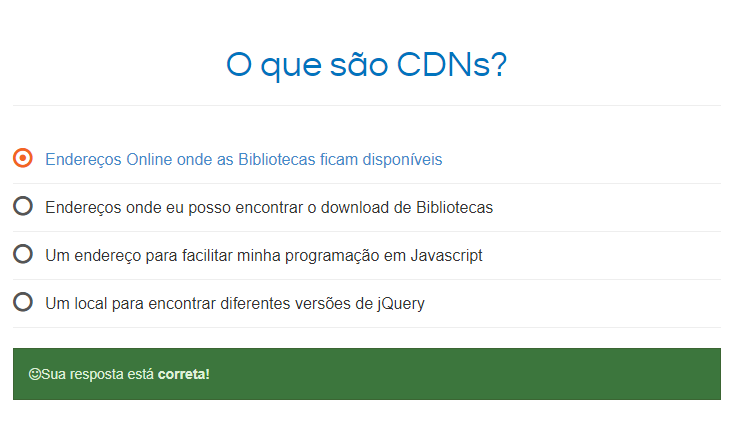 O que são CDNs?
Endereços Online onde as Bibliotecas ficam disponíveis
Endereços onde eu posso encontrar o download de Bibliotecas
Um endereço para facilitar minha programação em Javascript
Um local para encontrar diferentes versões de jQuery
Sua resposta está correta!